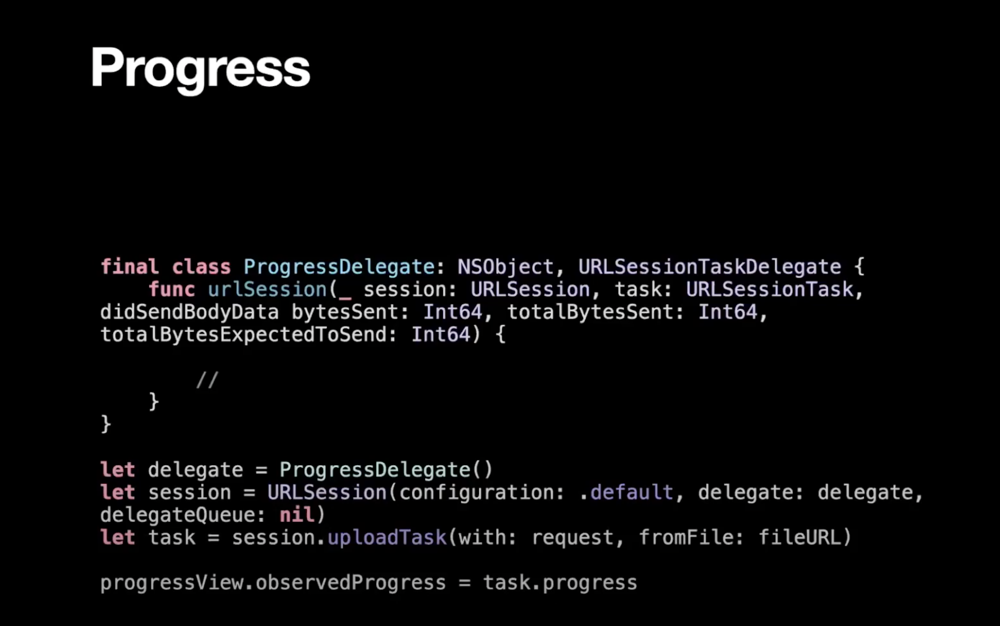 Progress
final class ProgressDelegate: NSObject, URLSessionTaskDelegate {
    func urlSession(_ session: URLSession, task: URLSessionTask,
didSendBodyData bytesSent: Int64, totalBytesSent: Int64,
totalBytesExpectedToSend: Int64) {
        //
    }
}
let delegate = ProgressDelegate()
let session = URLSession(configuration: .default, delegate: delegate,
delegateQueue: nil)
let task = session.uploadTask(with: request, fromFile: fileURL)
progressView.observedProgress = task.progress